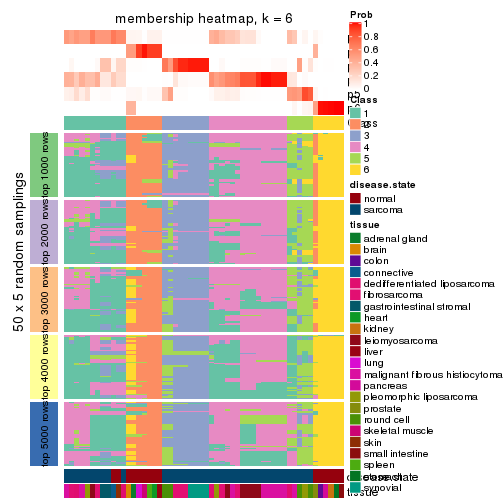 membership heatmap, k = 6
50 x 5 random samplings
top 1000 rows
top 2000 rows
top 3000 rows
top 4000 rows
top 5000 rows
Prob
1
0.8
0.6
0.4
0.2
0
Class
1
2
3
4
5
6
disease.state
normal
sarcoma
tissue
adrenal gland
brain
colon
connective
dedifferentiated liposarcoma
fibrosarcoma
gastrointestinal stromal
heart
kidney
leiomyosarcoma
liver
lung
malignant fibrous histiocytoma
pancreas
pleomorphic liposarcoma
prostate
round cell
skeletal muscle
skin
small intestine
spleen
synovial
disease.state
tissue